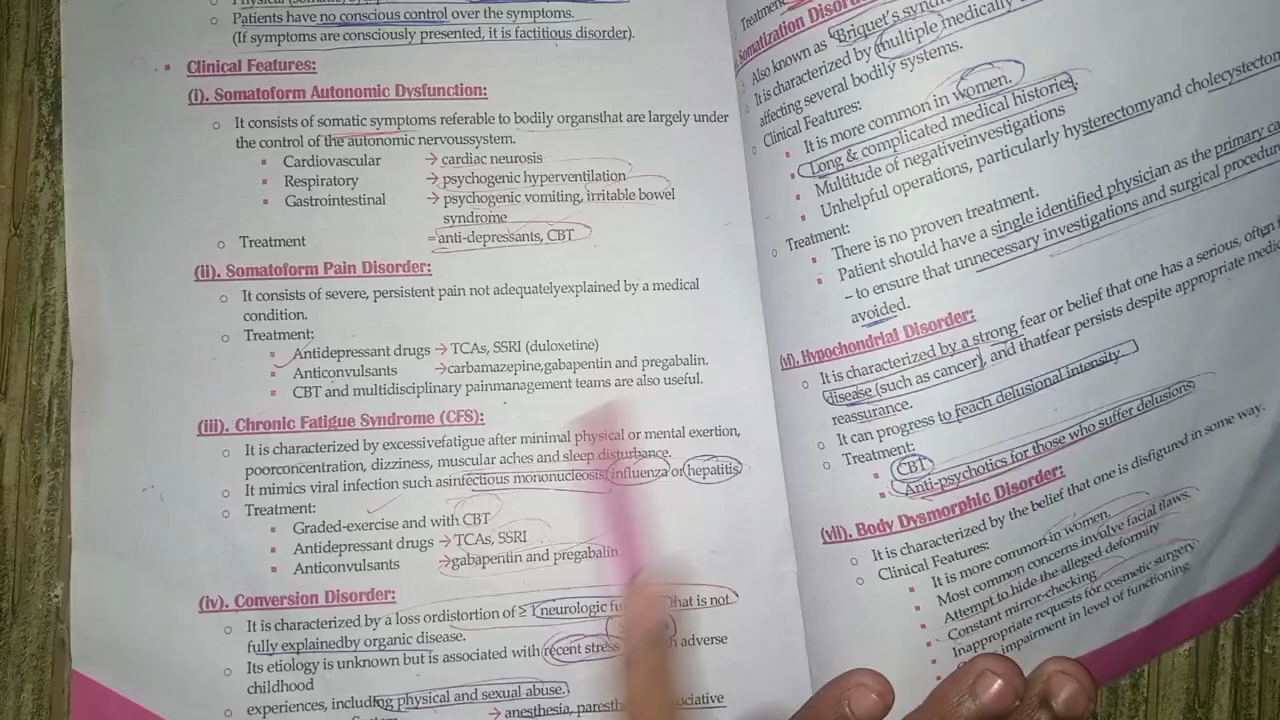 Physical (somatic)
○ Patients have no conscious control over the symptoms.
(If symptoms are consciously presented, it is factitious disorder).
▪ Clinical Features:
(i). Somatoform Autonomic Dysfunction:
○ It consists of somatic symptoms referable to bodily organsthat are largely under
the control of the autonomic nervoussystem.
▪ Cardiovascular → cardiac neurosis
▪ Respiratory → psychogenic hyperventilation
▪ Gastrointestinal → psychogenic vomiting, irritable bowel
syndrome
○ Treatment =anti-depressants, CBT
(ii). Somatoform Pain Disorder:
○ It consists of severe, persistent pain not adequatelyexplained by a medical
condition.
○ Treatment:
▪ Antidepressant drugs → TCAs, SSRI (duloxetine)
▪ Anticonvulsants →carbamazepine,gabapentin and pregabalin.
▪ CBT and multidisciplinary painmanagement teams are also useful.
(iii). Chronic Fatigue Syndrome (CFS):
○ It is characterized by excessivefatigue after minimal physical or mental exertion,
poorconcentration, dizziness, muscular aches and sleep disturbance.
○ It mimics viral infection such asinfectious mononucleosis, influenza or hepatitis
○ Treatment:
▪ Graded-exercise and with CBT
▪ Antidepressant drugs →TCAs, SSRI
▪ Anticonvulsants →gabapentin and pregabalin.
(iv). Conversion Disorder:
○ It is characterized by a loss ordistortion of ≥ 1 neurologic that is not
fully explainedby organic disease.
○ Its etiology is unknown but is associated with recent stress adverse
childhood
○ experiences, including physical and sexual abuse.
→ anesthesia,
Treatment
Somatization
○ Also known as "Briquet's
○ It is characterized by multiple medically
affecting several bodily systems.
○ Clinical Features:
▪ It is more common in women.
▪ Long & complicated medical histories.
▪ Multitude of negativeinvestigations
▪ Unhelpful operations, particularly hysterectomyand
○ Treatment:
▪ There is no proven treatment.
▪ Patient should have a single identified physician as the primary
– to ensure that unnecessary investigations and surgical
avoided.
(vi). Hypochondrial Disorder:
○ It is characterized by a strong fear or belief that one has a serious, often
disease (such as cancer), and thatfear persists despite appropriate
reassurance.
○ It can progress to feach delusional intensity.
○ Treatment:
▪ CBT
▪ Anti-psychotics for those who suffer delusions
(vii). Body Dysmorphic Disorder:
○ It is characterized by the belief that one is disfigured in some way.
○ Clinical Features:
▪ It is more common in women.
▪ Most common concerns involve facial flaws.
▪ Attempt to hide the alleged deformity
▪ Constant mirror-checking
▪ Inappropriate requests for cosmetic surgery
impairment in level of functioning